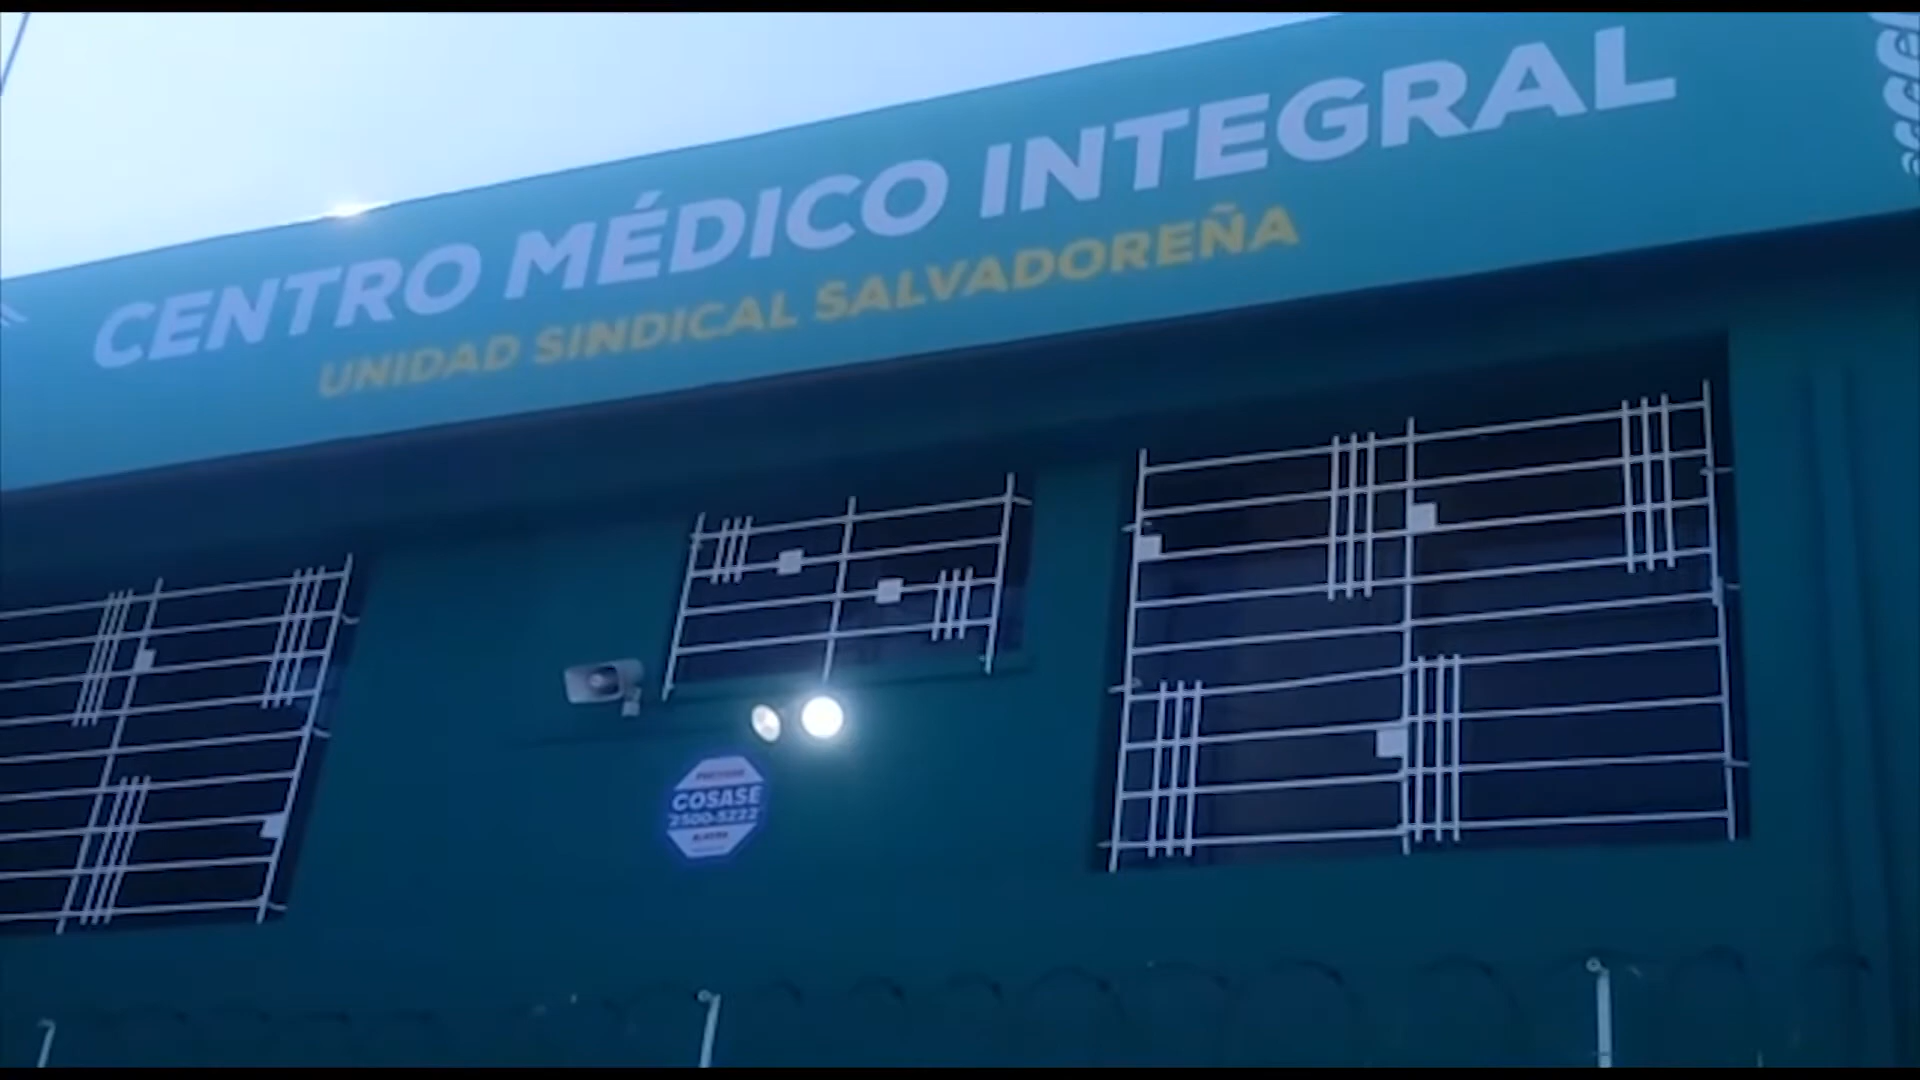 CENTRO MÉDICO INTEGRAL
UNIDAD SINDICAL SALVADOREÑA
COSASE
2500-5222